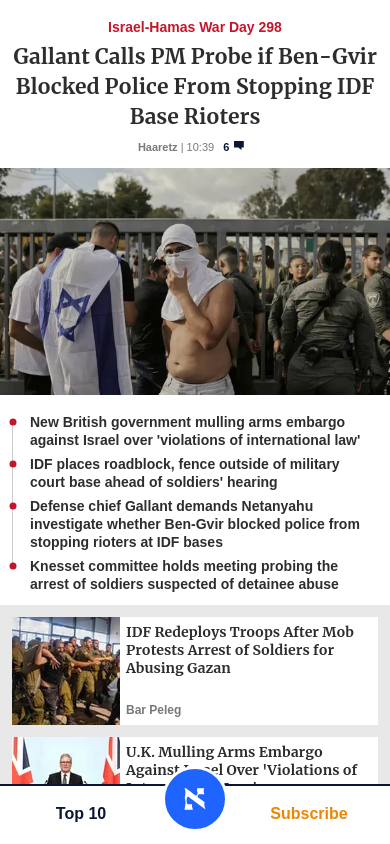 Israel-Hamas War Day 298
Gallant Calls PM Probe if Ben-Gvir
Blocked Police From Stopping IDF
Base Rioters
Haaretz | 10:39 6
New British government mulling arms embargo
against Israel over 'violations of international law'
IDF places roadblock, fence outside of military
court base ahead of soldiers' hearing
Defense chief Gallant demands Netanyahu
investigate whether Ben-Gvir blocked police from
stopping rioters at IDF bases
Knesset committee holds meeting probing the
arrest of soldiers suspected of detainee abuse
IDF Redeploys Troops After Mob
Protests Arrest of Soldiers for
Abusing Gazan
Bar Peleg
U.K. Mulling Arms Embargo
Against Over 'Violations of
Top 10
Subscribe